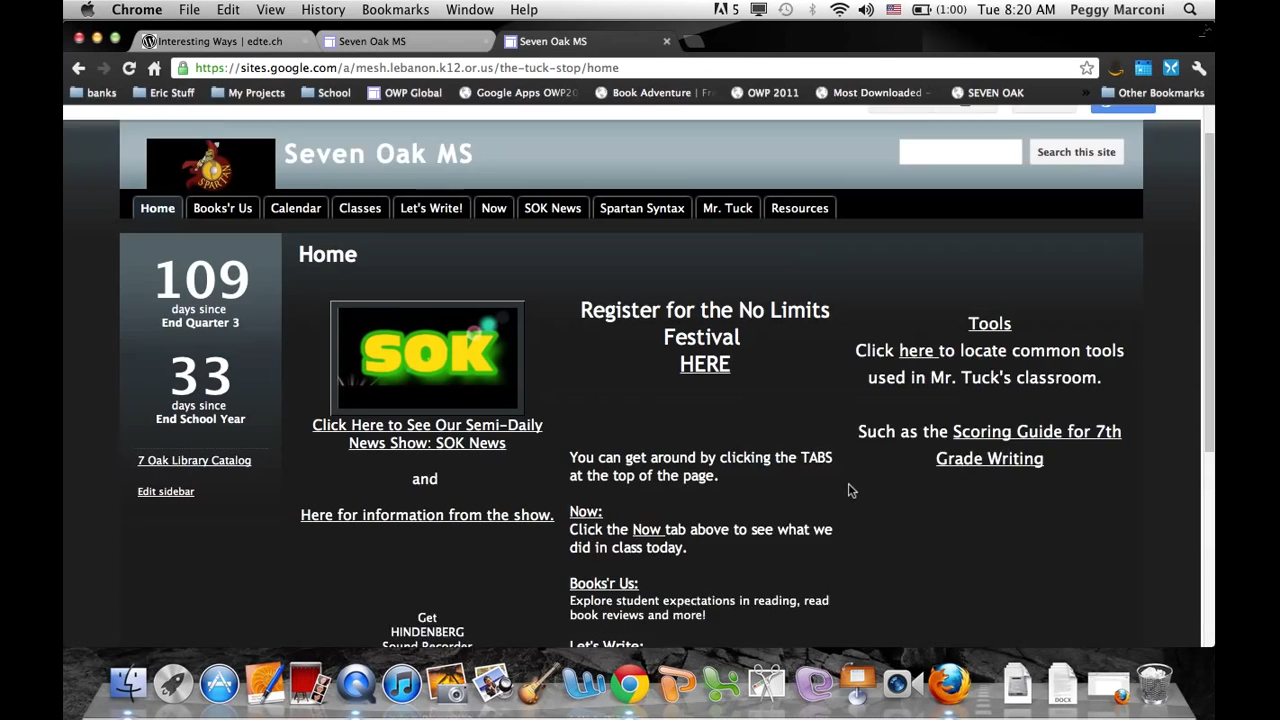 Chrome File Edit View History Bookmarks Window Help 5 (1:00) Tue 8:20 AM Peggy Marconi
Interesting Ways | edte.ch Seven Oak MS Seven Oak MS
https://sites.google.com/a/mesh.lebanon.k12.or.us/the-tuck-stop/home
banks Eric Stuff My Projects School OWP Global Google Apps OWP20 Book Adventure | Fr OWP 2011 Most Downloaded – SEVEN OAK » Other Bookmarks
SPARTAN
Seven Oak MS
Search this site
Home Books'r Us Calendar Classes Let's Write! Now SOK News Spartan Syntax Mr. Tuck Resources
109
days since
End Quarter 3
33
days since
End School Year
7 Oak Library Catalog
Edit sidebar
Home
SOK
Click Here to See Our Semi-Daily
News Show: SOK News
and
Here for information from the show.
Get
HINDENBERG
Sound Recorder
Register for the No Limits
Festival
HERE
You can get around by clicking the TABS
at the top of the page.
Now:
Click the Now tab above to see what we
did in class today.
Books'r Us:
Explore student expectations in reading, read
book reviews and more!
Let's Write:
Tools
Click here to locate common tools
used in Mr. Tuck's classroom.
Such as the Scoring Guide for 7th
Grade Writing
DOCX